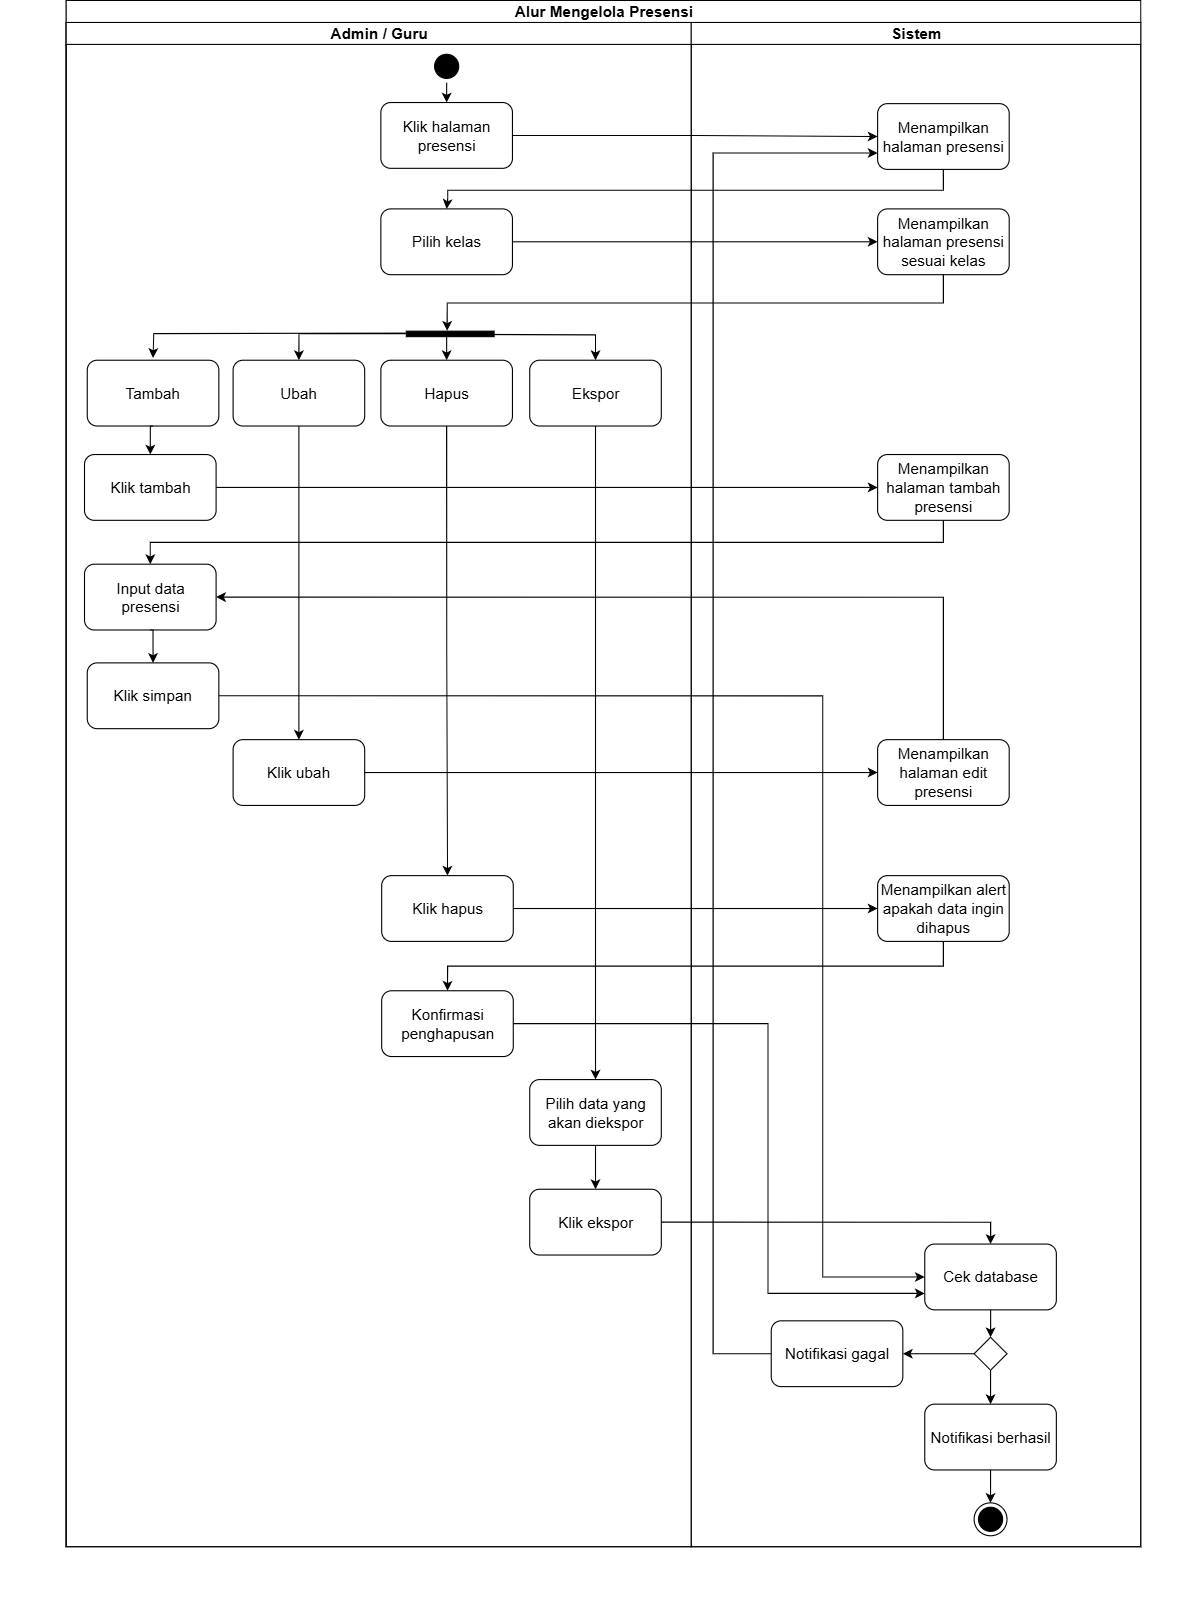 Alur Mengelola Presensi
Admin / Guru
Sistem
Klik halaman
presensi
Menampilkan
halaman presensi
Pilih kelas
Menampilkan
halaman presensi
sesuai kelas
Tambah
Ubah
Hapus
Ekspor
Klik tambah
Menampilkan
halaman tambah
presensi
Input data
presensi
Klik simpan
Klik ubah
Menampilkan
halaman edit
presensi
Klik hapus
Menampilkan alert
apakah data ingin
dihapus
Konfirmasi
penghapusan
Pilih data yang
akan diekspor
Klik ekspor
Cek database
Notifikasi gagal
Notifikasi berhasil